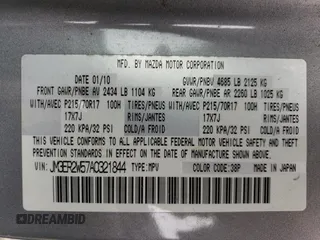 MFD. BY MAZDA MOTOR CORPORATION
DATE 01/10 GVWR/PNBV 4685 LB 2125 KG
FRONT GAWR/PNBE AV 2434 LB 1104 KG REAR GAWR/PNBE AR 2260 LB 1025 KG
WITH/AVEC P215/70R17 100H TIRES/PNEUS WITH/AVEC P215/70R17 100H TIRES/PNEUS
17X7J RIMS/JANTES 17X7J RIMS/JANTES
220 KPA/32 PSI COLD/A FROID 220 KPA/32 PSI COLD/A FROID
THIS VEHICLE CONFORMS TO ALL APPLICABLE FEDERAL MOTOR VEHICLE
SAFETY STANDARDS IN EFFECT ON THE DATE OF MANUFACTURE SHOWN
ABOVE.
VEHICLE I.D. NO./N DE
: JM3ER2W57A0321844 TYPE:MPV COLOR CODE: 38P MADE IN JAPAN
DREAMBID